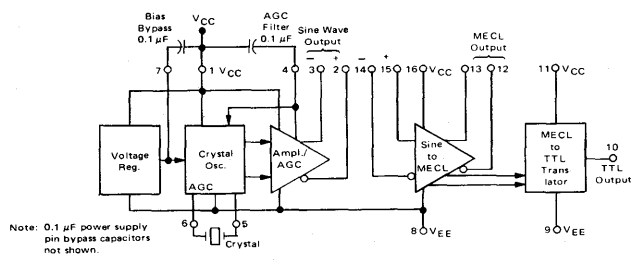 Bias
Bypass
0.1 μF
VCC
AGC
Filter
0.1 μF
Sine Wave
Output
MECL
Output
7
1 VCC
4
− 3
+ 2
− 14
+ 15
16 VCC
13 12
11 VCC
Voltage
Reg.
Crystal
Osc.
AGC
Ampl./
AGC
Sine
to
MECL
MECL
to
TTL
Trans
lator
10
TTL
Output
6
5
Crystal
8 VEE
9 VEE
Note: 0.1 μF power supply
pin bypass capacitors
not shown.